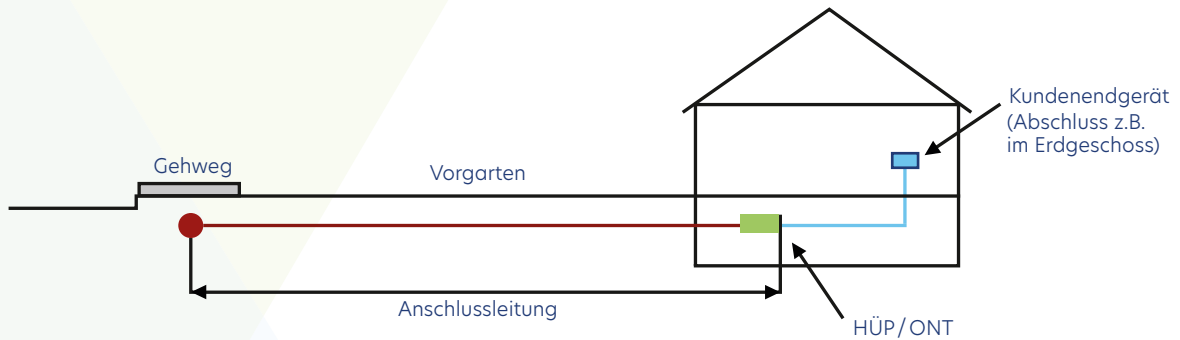 Kundenendgerät
(Abschluss z.B.
im Erdgeschoss)
Gehweg
Vorgarten
Anschlussleitung
HÜP / ONT